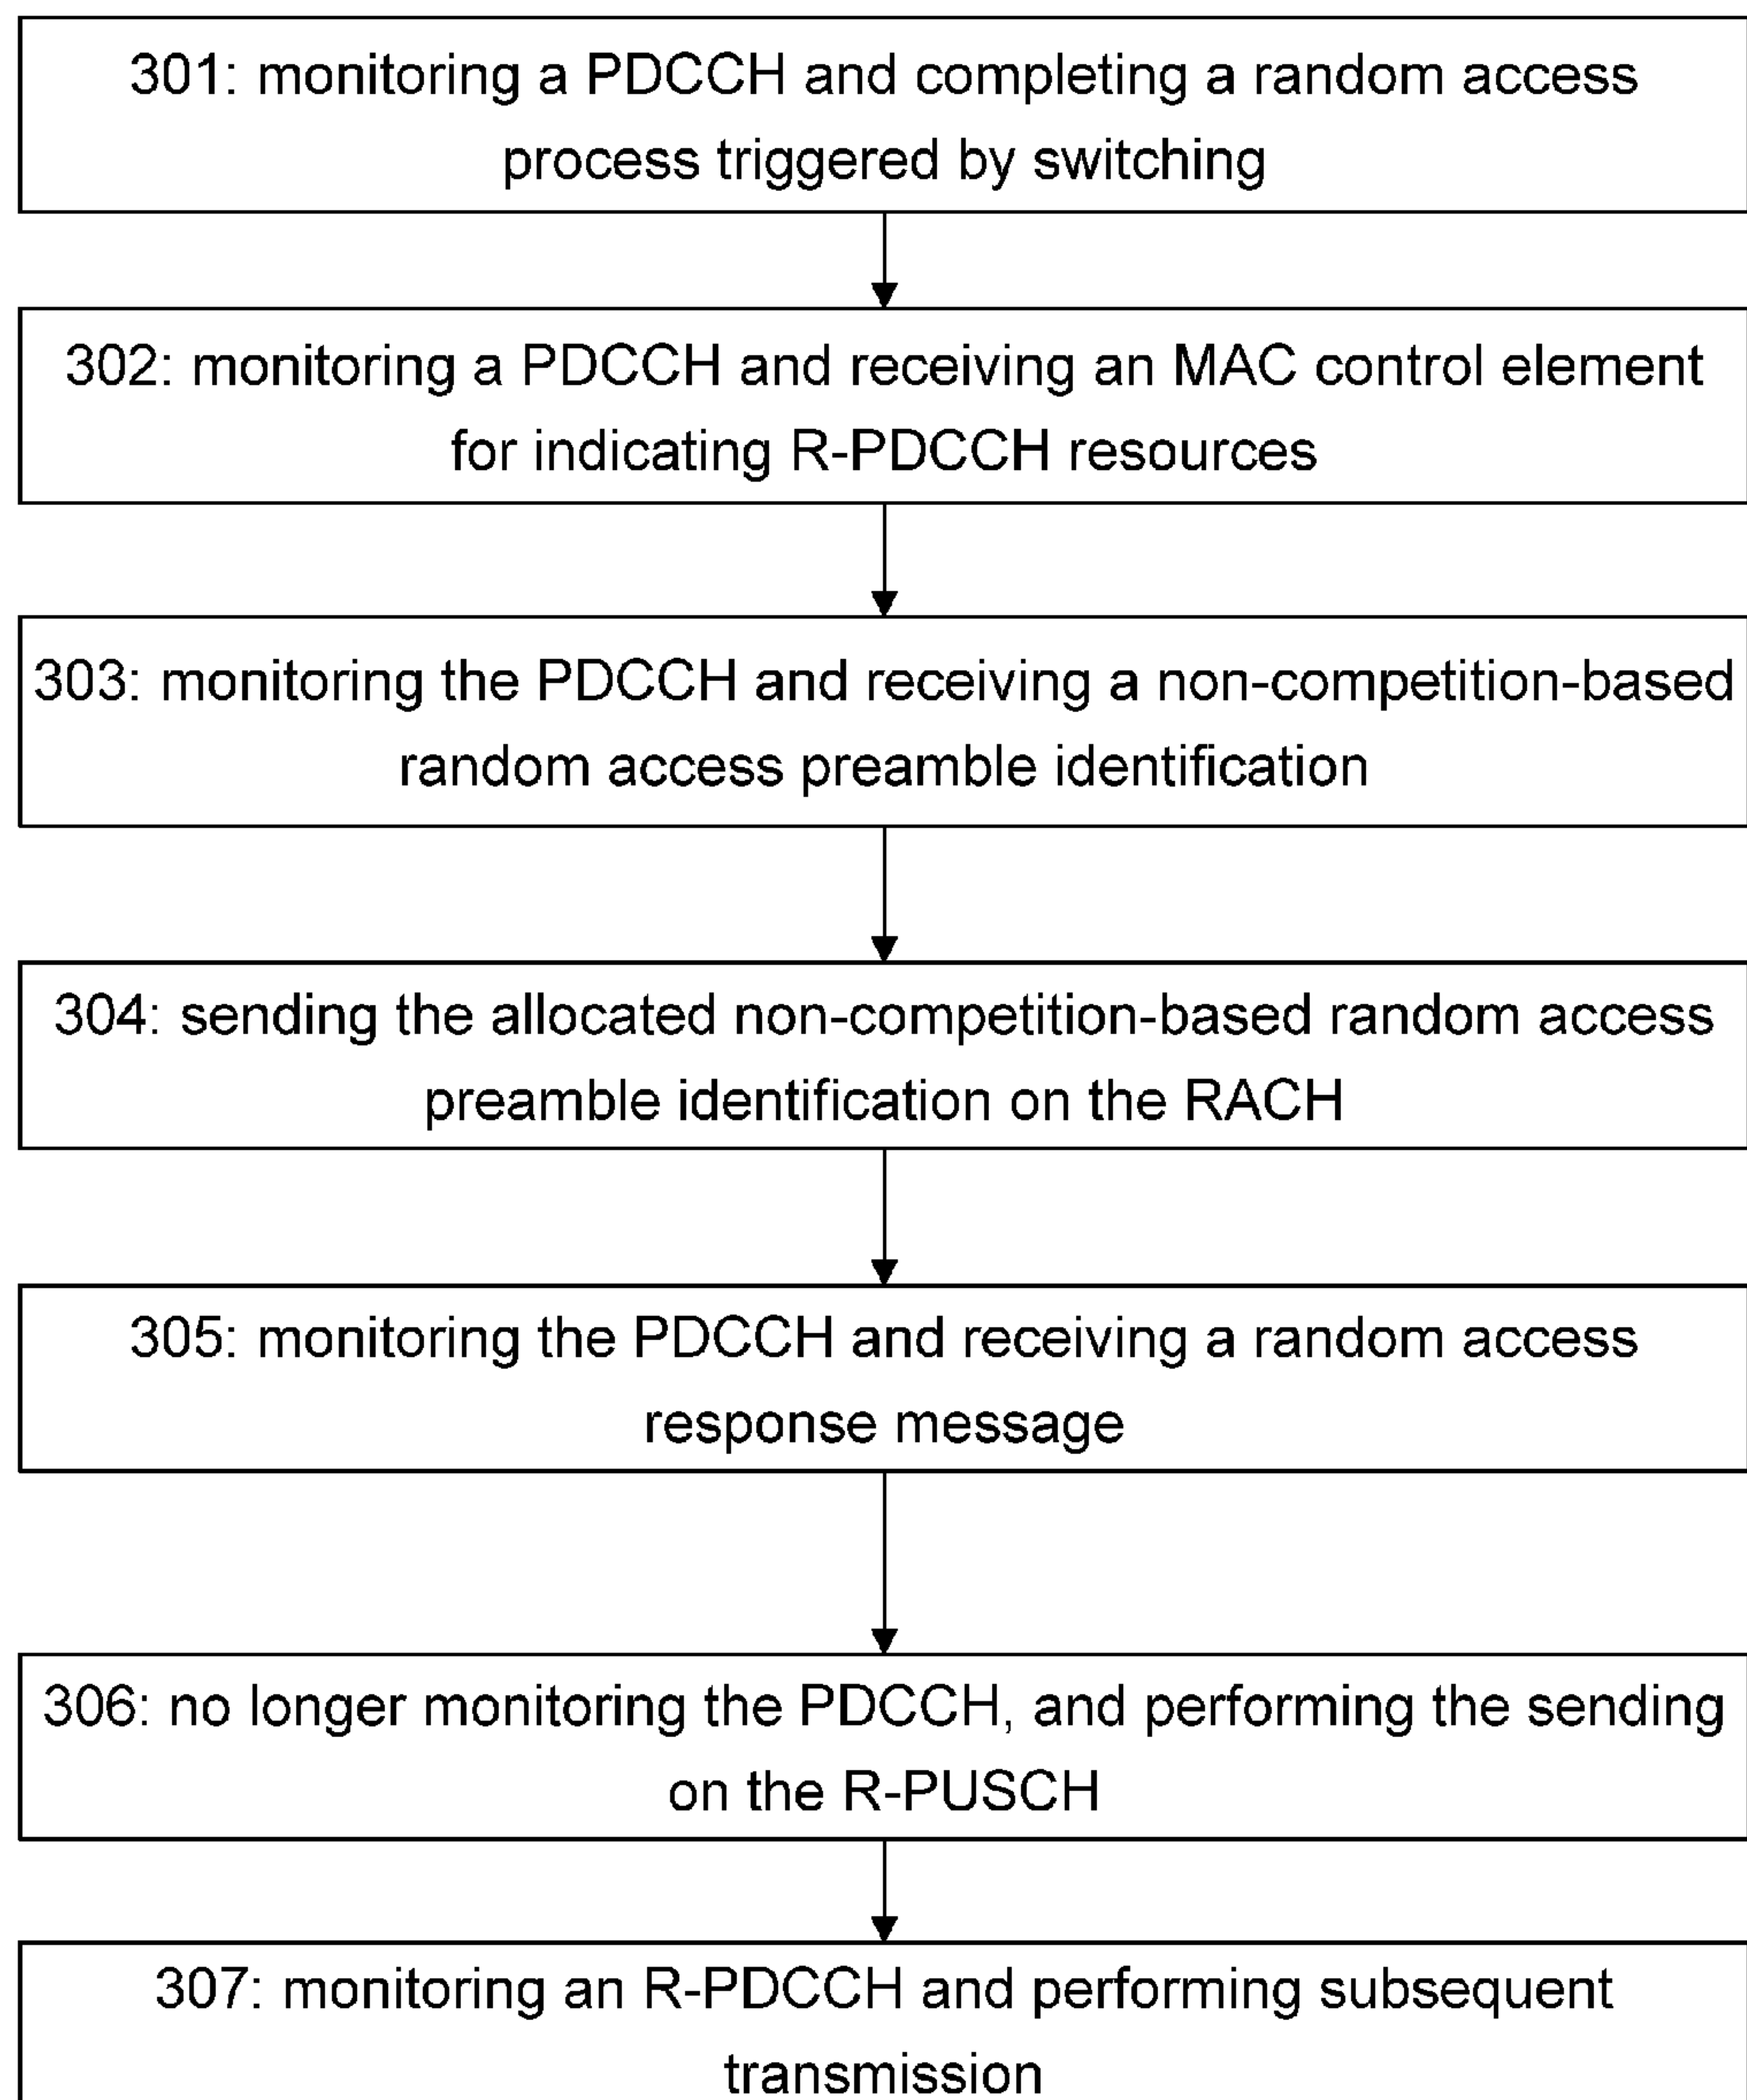 301: monitoring a PDCCH and completing a random access
process triggered by switching
302: monitoring a PDCCH and receiving an MAC control element
for indicating R-PDCCH resources
303: monitoring the PDCCH and receiving a non-competition-based
random access preamble identification
304: sending the allocated non-competition-based random access
preamble identification on the RACH
305: monitoring the PDCCH and receiving a random access
response message
306: no longer monitoring the PDCCH, and performing the sending
on the R-PUSCH
307: monitoring an R-PDCCH and performing subsequent
transmission